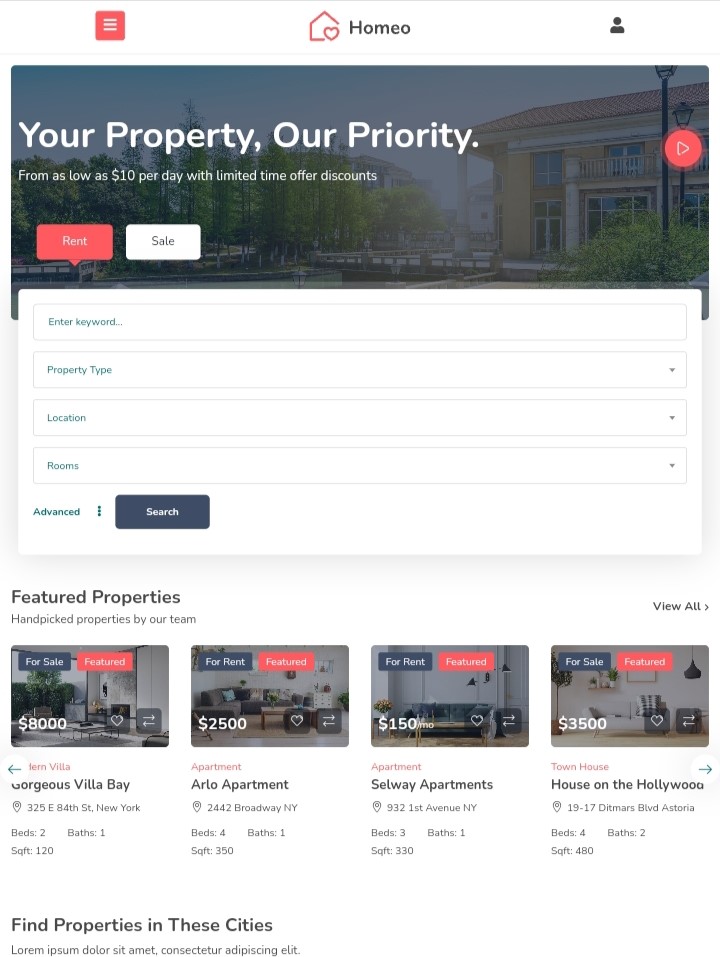 Homeo
Your Property, Our Priority.
From as low as $10 per day with limited time offer discounts
Rent
Sale
Enter keyword...
Property Type
Location
Rooms
Advanced
Search
Featured Properties
Handpicked properties by our team
View All ›
For Sale
Featured
$8000
For Rent
Featured
$2500
For Rent
Featured
$150/mo
For Sale
Featured
$3500
Villa
Gorgeous Villa Bay
325 E 84th St, New York
Beds: 2 Baths: 1
Sqft: 120
Apartment
Arlo Apartment
2442 Broadway NY
Beds: 4 Baths: 1
Sqft: 350
Apartment
Selway Apartments
932 1st Avenue NY
Beds: 3 Baths: 1
Sqft: 330
Town House
House on the Hollywood
19-17 Ditmars Blvd Astoria
Beds: 4 Baths: 2
Sqft: 480
Find Properties in These Cities
Lorem ipsum dolor sit amet, consectetur adipiscing elit.